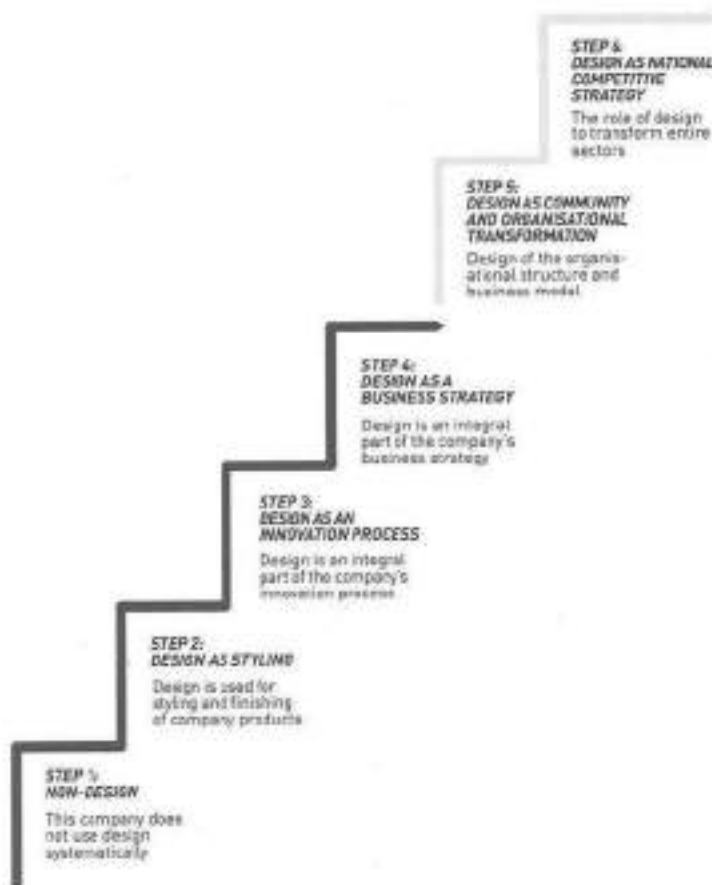 STEP 6:
DESIGN AS NATIONAL
COMPETITIVE
STRATEGY
The role of design
to transform entire
sectors
STEP 5:
DESIGN AS COMMUNITY
AND ORGANISATIONAL
TRANSFORMATION
Design of the organis-
ational structure and
business model
STEP 4:
DESIGN AS A
BUSINESS STRATEGY
Design is an integral
part of the company's
business strategy
STEP 3:
DESIGN AS AN
INNOVATION PROCESS
Design is an integral
part of the company's
innovation process
STEP 2:
DESIGN AS STYLING
Design is used for
styling and finishing
of company products
STEP 1:
NON-DESIGN
This company does
not use design
systematically